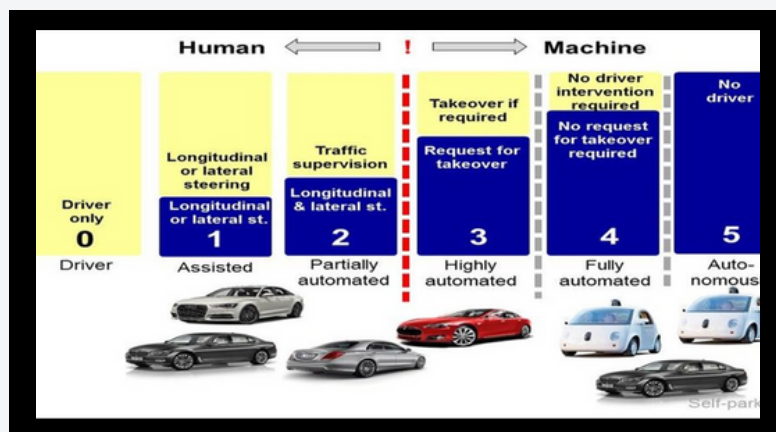 Human ! Machine
Driver
only
0
Driver
Longitudinal
or lateral
steering
Longitudinal
or lateral st.
1
Assisted
Traffic
supervision
Longitudinal
& lateral st.
2
Partially
automated
Takeover if
required
Request for
takeover
3
Highly
automated
No driver
intervention
required
No request
for takeover
required
4
Fully
automated
No
driver
5
Auto-
nomous
Self-park